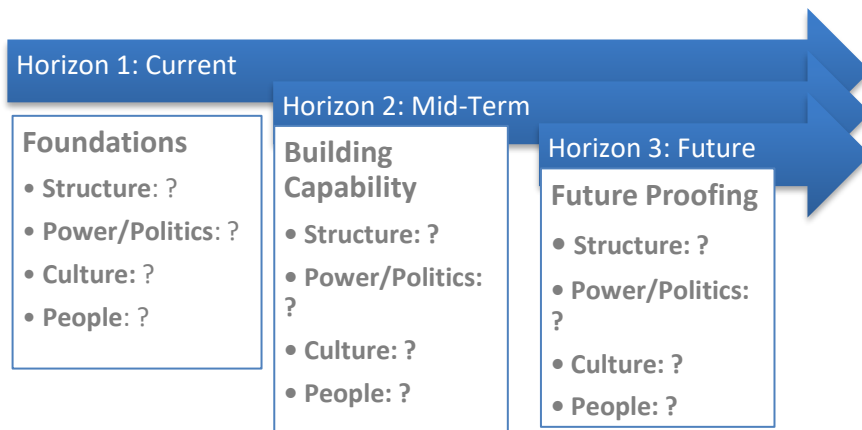 Horizon 1: Current
Foundations
• Structure: ?
• Power/Politics: ?
• Culture: ?
• People: ?
Horizon 2: Mid-Term
Building
Capability
• Structure: ?
• Power/Politics:
?
• Culture: ?
• People: ?
Horizon 3: Future
Future Proofing
• Structure: ?
• Power/Politics:
?
• Culture: ?
• People: ?